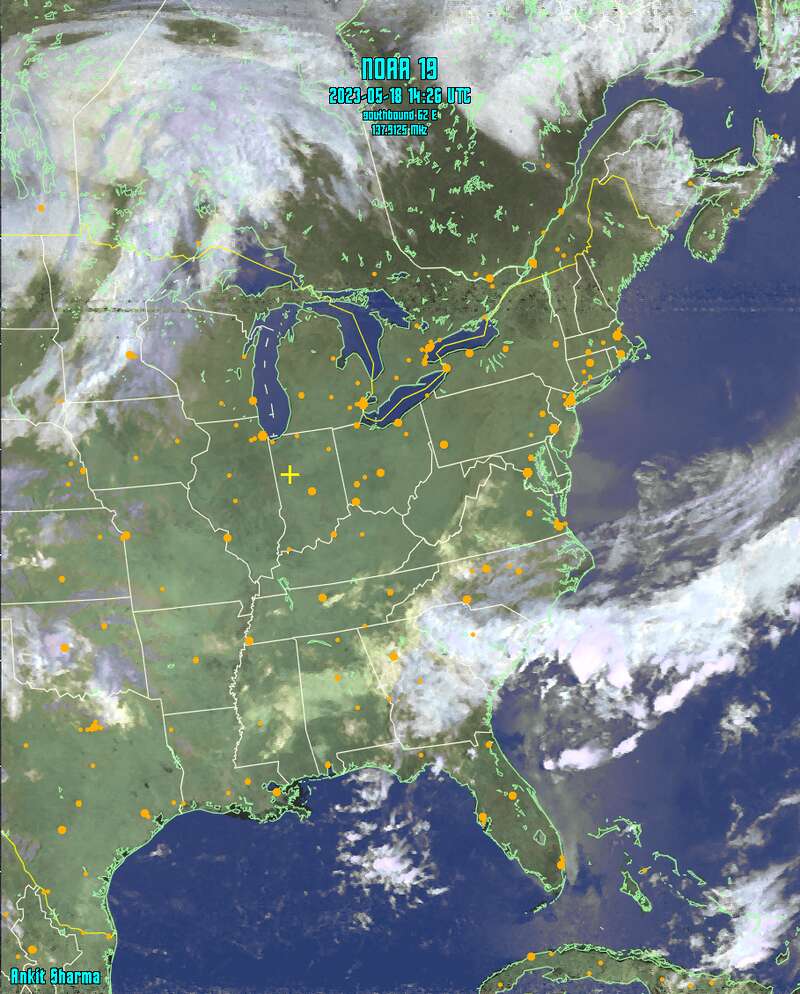 NOAA 19
2023-05-18 14:26 UTC
southbound 62 E
137.9125 MHz
Ankit Sharma